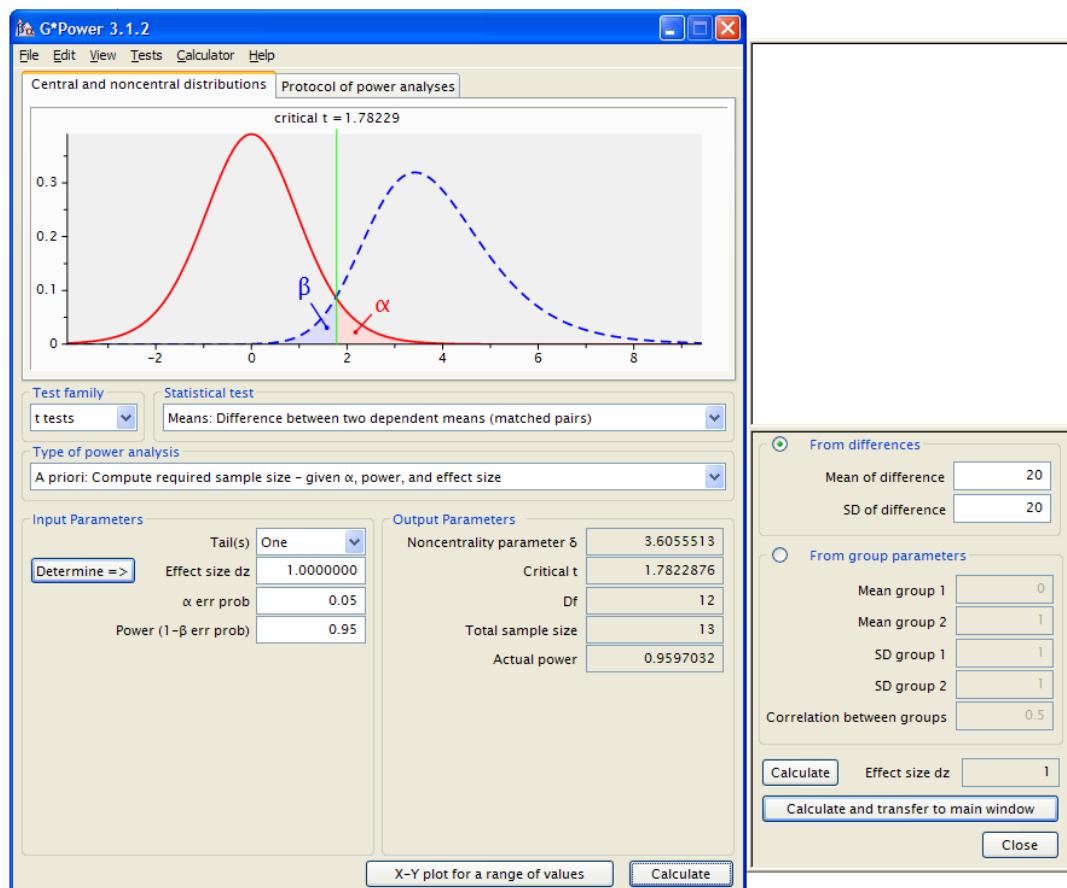 G*Power 3.1.2
File Edit View Tests Calculator Help
Central and noncentral distributions Protocol of power analyses
critical t = 1.78229
0.3
0.2
0.1
0
β
α
-2 0 2 4 6 8
Test family
t tests
Statistical test
Means: Difference between two dependent means (matched pairs)
Type of power analysis
A priori: Compute required sample size – given α, power, and effect size
Input Parameters
Tail(s) One
Determine => Effect size dz 1.0000000
α err prob 0.05
Power (1-β err prob) 0.95
Output Parameters
Noncentrality parameter δ 3.6055513
Critical t 1.7822876
Df 12
Total sample size 13
Actual power 0.9597032
X-Y plot for a range of values Calculate
From differences
Mean of difference 20
SD of difference 20
From group parameters
Mean group 1 0
Mean group 2 1
SD group 1 1
SD group 2 1
Correlation between groups 0.5
Calculate Effect size dz 1
Calculate and transfer to main window
Close